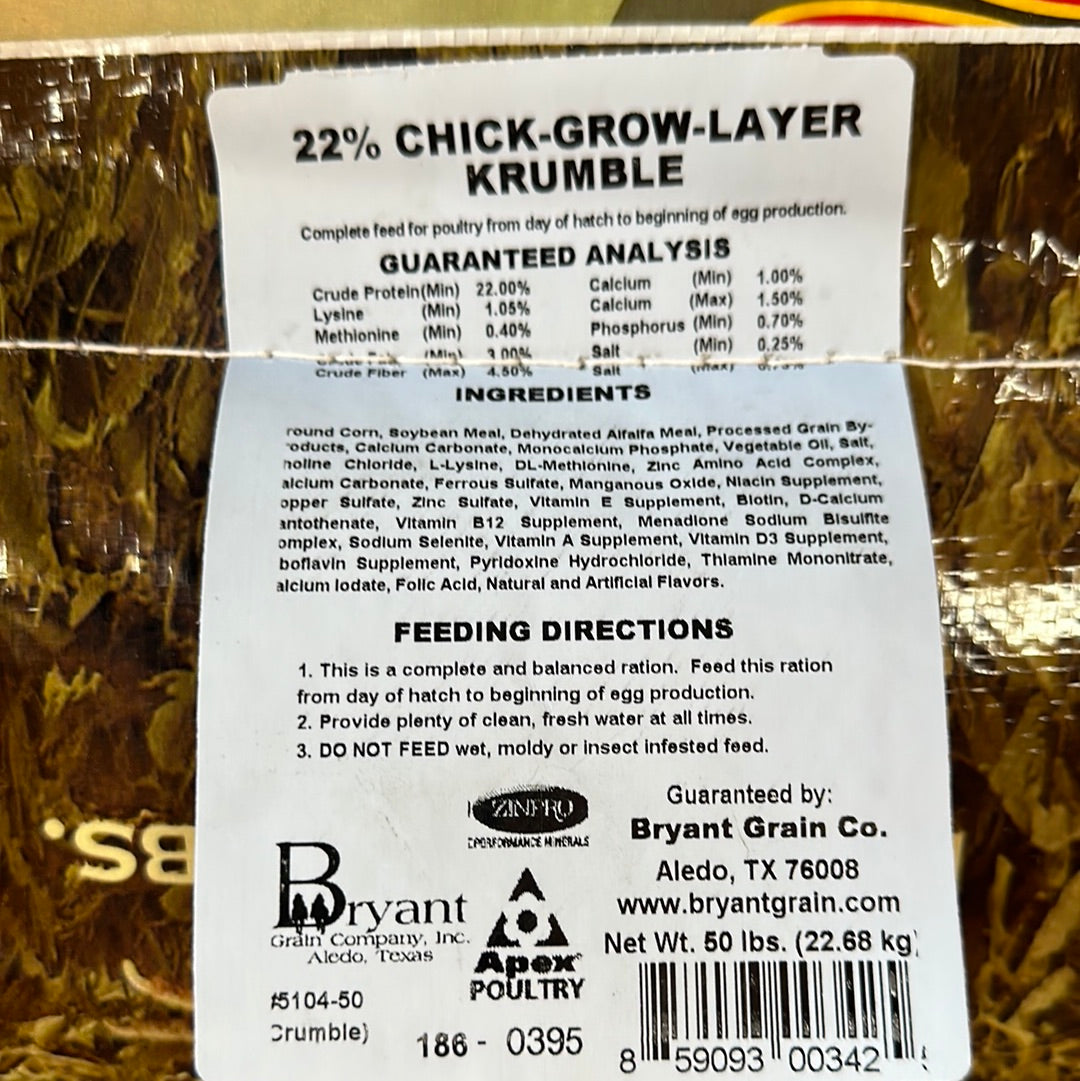 22% CHICK-GROW-LAYER
KRUMBLE
Complete feed for poultry from day of hatch to beginning of egg production.
GUARANTEED ANALYSIS
Crude Protein(Min) 22.00% Calcium (Min) 1.00%
Lysine (Min) 1.05% Calcium (Max) 1.50%
Methionine (Min) 0.40% Phosphorus (Min) 0.70%
(Min) 3.00% Salt (Min) 0.25%
Crude Fiber (Max) 4.50% Salt (Max)
INGREDIENTS
round Corn, Soybean Meal, Dehydrated Alfalfa Meal, Processed Grain By-
oducts, Calcium Carbonate, Monocalcium Phosphate, Vegetable Oil, Salt,
holine Chloride, L-Lysine, DL-Methionine, Zinc Amino Acid Complex,
alcium Carbonate, Ferrous Sulfate, Manganous Oxide, Niacin Supplement,
opper Sulfate, Zinc Sulfate, Vitamin E Supplement, Biotin, D-Calcium
antothenate, Vitamin B12 Supplement, Menadione Sodium Bisulfite
omplex, Sodium Selenite, Vitamin A Supplement, Vitamin D3 Supplement,
boflavin Supplement, Pyridoxine Hydrochloride, Thiamine Mononitrate,
alcium Iodate, Folic Acid, Natural and Artificial Flavors.
FEEDING DIRECTIONS
1. This is a complete and balanced ration. Feed this ration
from day of hatch to beginning of egg production.
2. Provide plenty of clean, fresh water at all times.
3. DO NOT FEED wet, moldy or insect infested feed.
ZINPRO
PERFORMANCE MINERALS
Guaranteed by:
Bryant Grain Co.
Aledo, TX 76008
www.bryantgrain.com
Net Wt. 50 lbs. (22.68 kg)
Bryant
Grain Company, Inc.
Aledo, Texas
Apex
POULTRY
#5104-50
Crumble)
186 - 0395
8 59093 00342
BS.